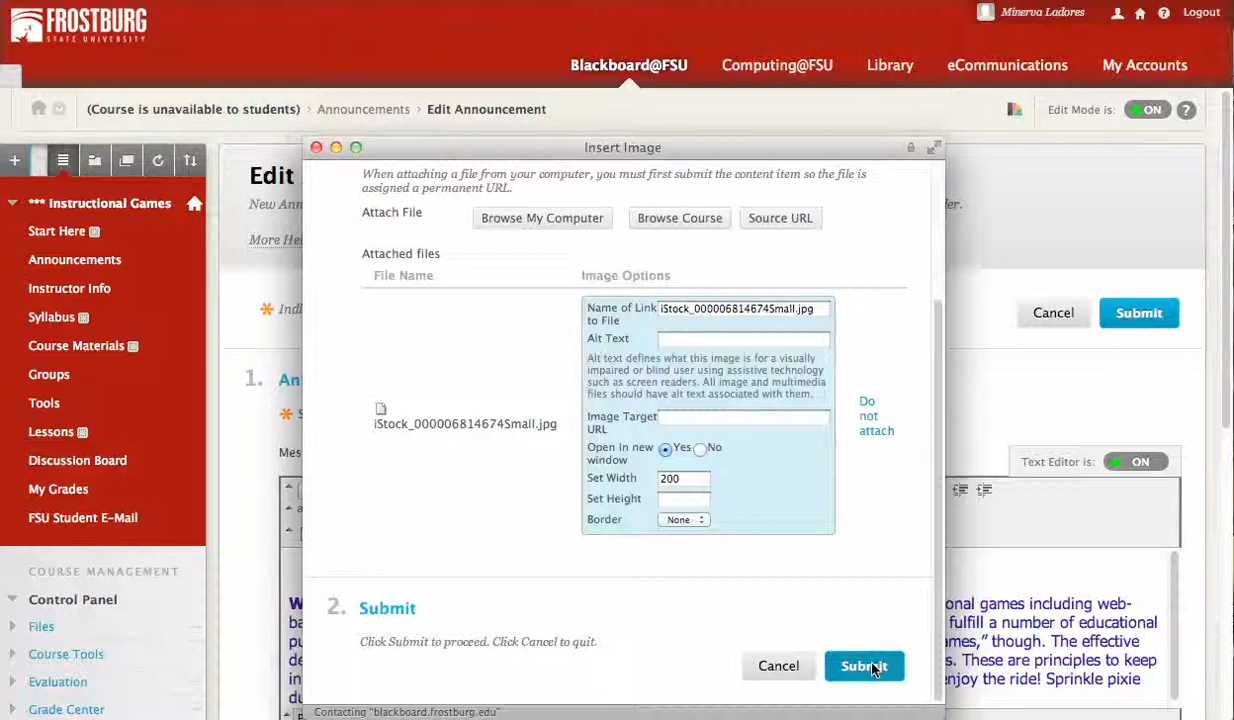 FROSTBURG
STATE UNIVERSITY
Minerva Ladores
Logout
Blackboard@FSU
Computing@FSU
Library
eCommunications
My Accounts
(Course is unavailable to students)
Announcements
Edit Announcement
Edit Mode is:
ON
?
*** Instructional Games
Start Here
Announcements
Instructor Info
Syllabus
Course Materials
Groups
Tools
Lessons
Discussion Board
My Grades
FSU Student E-Mail
COURSE MANAGEMENT
Control Panel
Files
Course Tools
Evaluation
Grade Center
Edit
New Ann
More Hel
Indi
1. An
Mes
Insert Image
When attaching a file from your computer, you must first submit the content item so the file is
assigned a permanent URL.
Attach File
Browse My Computer
Browse Course
Source URL
Attached files
File Name
Image Options
iStock_000006814674Small.jpg
Name of Link
to File
iStock_000006814674Small.jpg
Alt Text
Alt text defines what this image is for a visually
impaired or blind user using assistive technology
such as screen readers. All image and multimedia
files should have alt text associated with them.
Image Target
URL
Open in new
window
Yes
No
Set Width
200
Set Height
Border
None
Do
not
attach
2. Submit
Click Submit to proceed. Click Cancel to quit.
Cancel
Submit
Contacting "blackboard.frostburg.edu"
der.
Cancel
Submit
Text Editor is:
ON
onal games including web-
fulfill a number of educational
ames," though. The effective
s. These are principles to keep
enjoy the ride! Sprinkle pixie